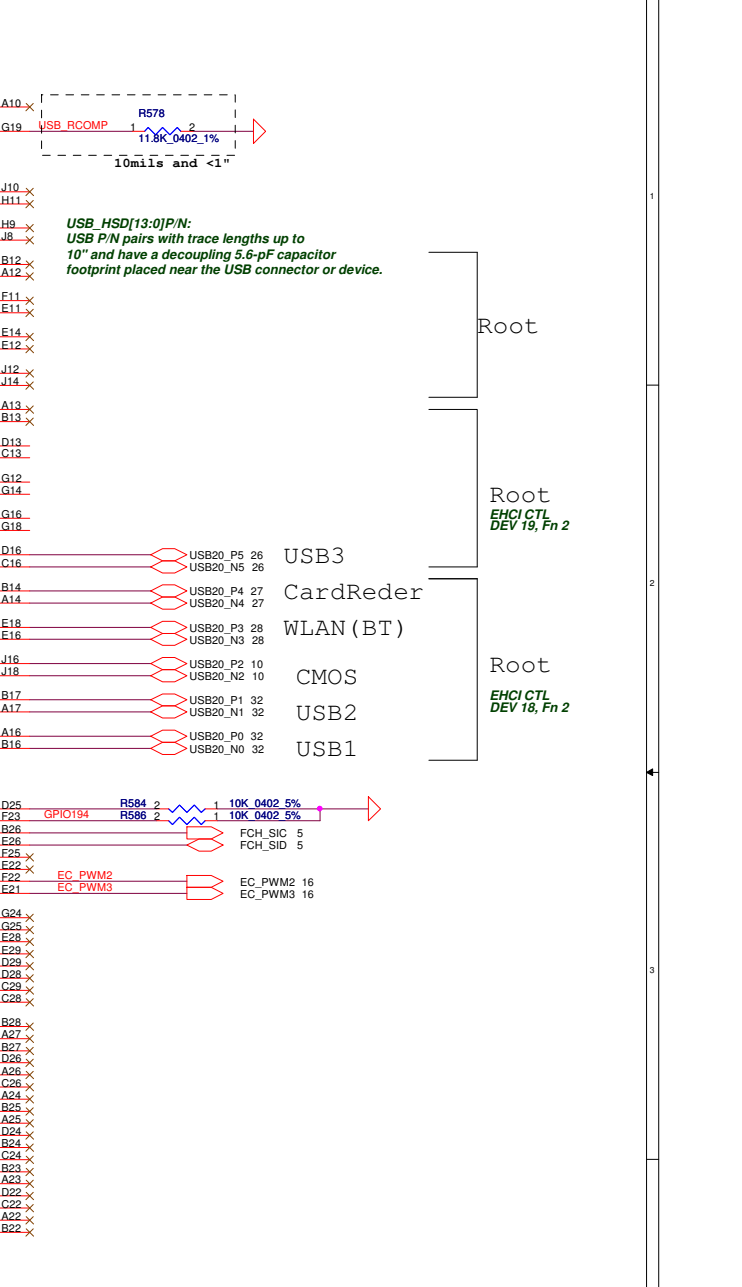 A10
R578
G19 USB_RCOMP 1 2
11.8K_0402_1%
10mils and <1"
J10
H11
1
H9
J8
USB_HSD[13:0]P/N:
USB P/N pairs with trace lengths up to
10" and have a decoupling 5.6-pF capacitor
footprint placed near the USB connector or device.
B12
A12
F11
E11
Root
E14
E12
J12
J14
A13
B13
D13
C13
G12
G14
Root
EHCI CTL
DEV 19, Fn 2
G16
G18
D16 USB20_P5 26 USB3
C16 USB20_N5 26
2
B14 USB20_P4 27 CardReder
A14 USB20_N4 27
E18 USB20_P3 28 WLAN(BT)
E16 USB20_N3 28
J16 USB20_P2 10
J18 USB20_N2 10 CMOS
Root
B17 USB20_P1 32
A17 USB20_N1 32 USB2
EHCI CTL
DEV 18, Fn 2
A16 USB20_P0 32
B16 USB20_N0 32 USB1
D25 R584 2 1 10K_0402_5%
F23 GPIO194 R586 2 1 10K_0402_5%
B26 FCH_SIC 5
E26 FCH_SID 5
F25
E22
F22 EC_PWM2 EC_PWM2 16
E21 EC_PWM3 EC_PWM3 16
G24
G25
E28
E29
D29
D28
C29
C28
3
B28
A27
B27
D26
A26
C26
A24
B25
A25
D24
B24
C24
B23
A23
D22
C22
A22
B22